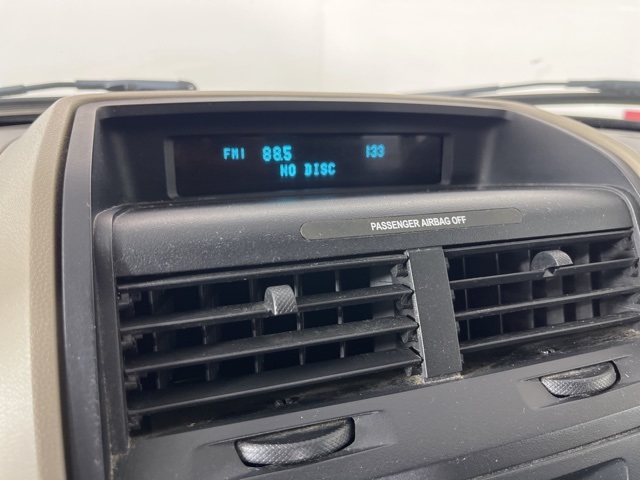 FM1 88.5 1:33
NO DISC
PASSENGER AIRBAG OFF